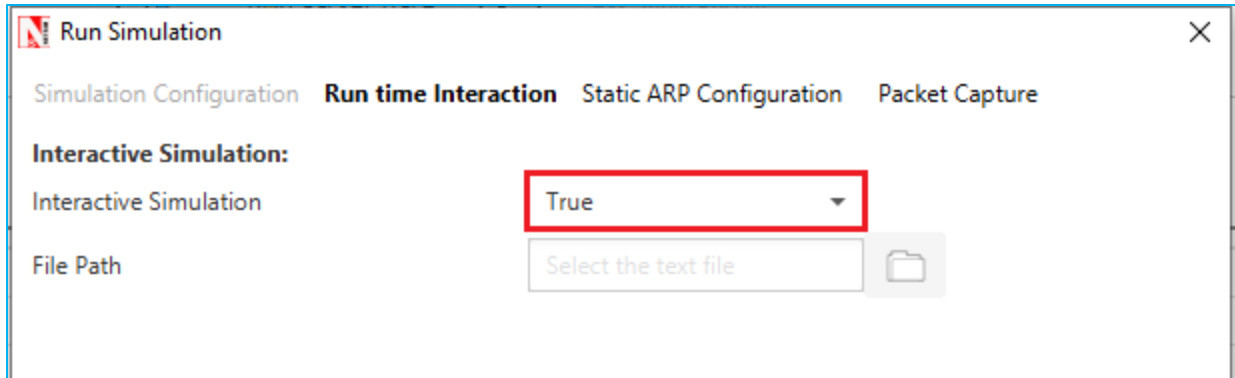 Run Simulation
Simulation Configuration Run time Interaction Static ARP Configuration Packet Capture
Interactive Simulation:
Interactive Simulation True
File Path Select the text file